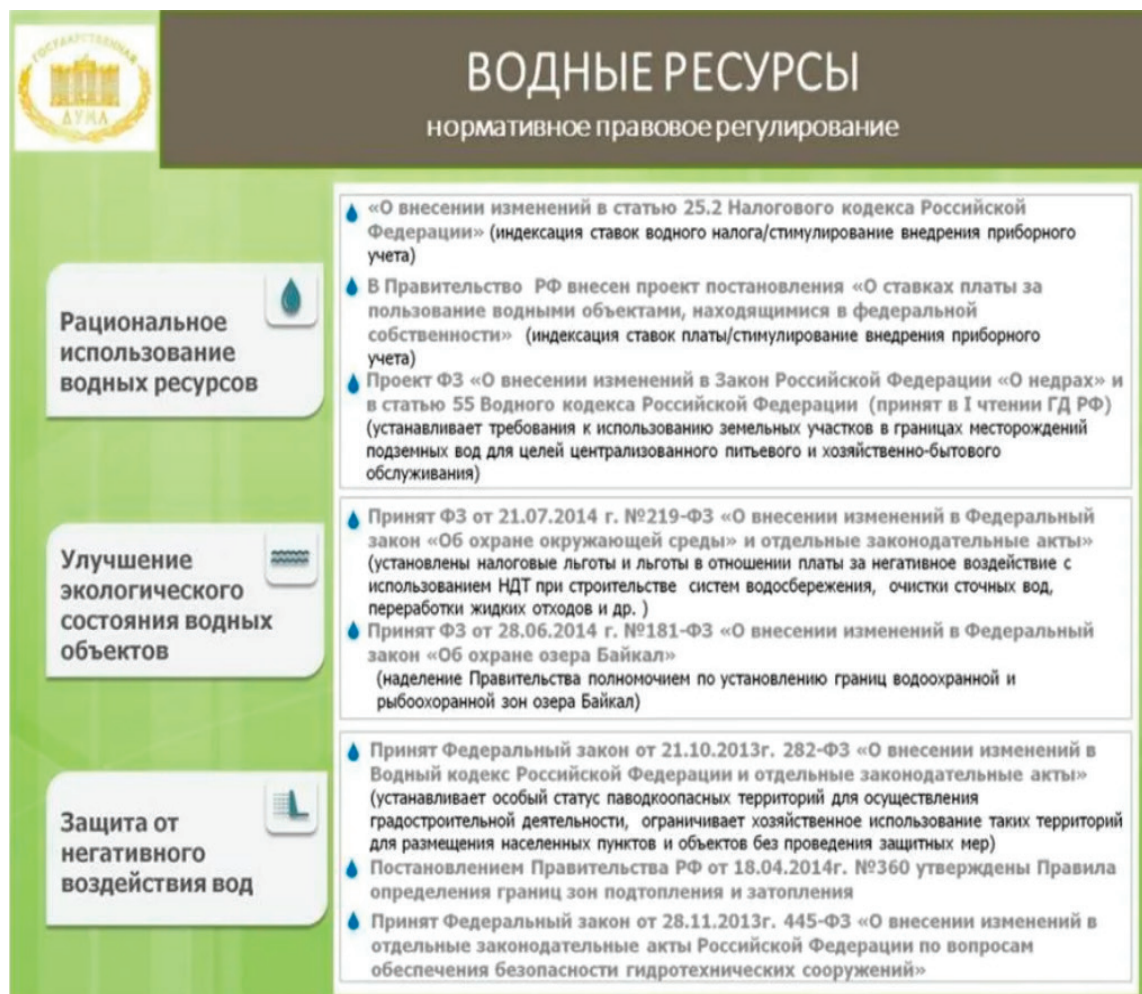 ГОСУДАРСТВЕННАЯ
ДУМА
ВОДНЫЕ РЕСУРСЫ
нормативное правовое регулирование
Рациональное
использование
водных ресурсов
«О внесении изменений в статью 25.2 Налогового кодекса Российской
Федерации» (индексация ставок водного налога/стимулирование внедрения приборного
учета)
В Правительство РФ внесен проект постановления «О ставках платы за
пользование водными объектами, находящимися в федеральной
собственности» (индексация ставок платы/стимулирование внедрения приборного
учета)
Проект ФЗ «О внесении изменений в Закон Российской Федерации «О недрах» и
в статью 55 Водного кодекса Российской Федерации (принят в I чтении ГД РФ)
(устанавливает требования к использованию земельных участков в границах месторождений
подземных вод для целей централизованного питьевого и хозяйственно-бытового
обслуживания)
Улучшение
экологического
состояния водных
объектов
Принят ФЗ от 21.07.2014 г. №219-ФЗ «О внесении изменений в Федеральный
закон «Об охране окружающей среды» и отдельные законодательные акты»
(установлены налоговые льготы и льготы в отношении платы за негативное воздействие с
использованием НДТ при строительстве систем водосбережения, очистки сточных вод,
переработки жидких отходов и др. )
Принят ФЗ от 28.06.2014 г. №181-ФЗ «О внесении изменений в Федеральный
закон «Об охране озера Байкал»
(наделение Правительства полномочием по установлению границ водоохранной и
рыбоохоранной зон озера Байкал)
Защита от
негативного
воздействия вод
Принят Федеральный закон от 21.10.2013г. 282-ФЗ «О внесении изменений в
Водный кодекс Российской Федерации и отдельные законодательные акты»
(устанавливает особый статус паводкоопасных территорий для осуществления
градостроительной деятельности, ограничивает хозяйственное использование таких территорий
для размещения населенных пунктов и объектов без проведения защитных мер)
Постановлением Правительства РФ от 18.04.2014г. №360 утверждены Правила
определения границ зон подтопления и затопления
Принят Федеральный закон от 28.11.2013г. 445-ФЗ «О внесении изменений в
отдельные законодательные акты Российской Федерации по вопросам
обеспечения безопасности гидротехнических сооружений»